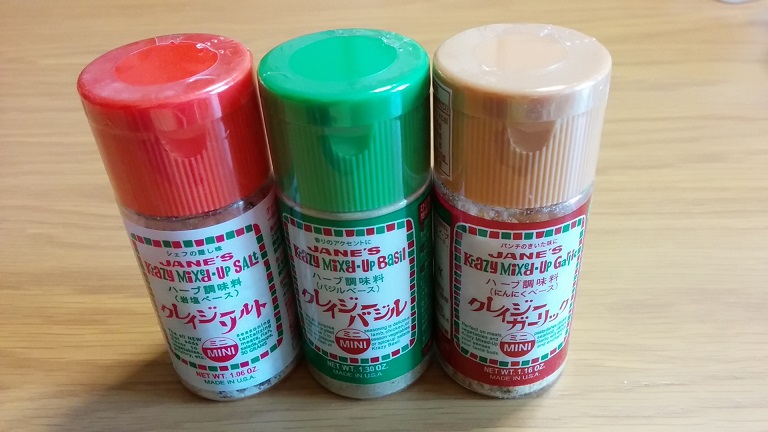 シェフの隠し味
JANE'S
KRAZY MIXED-UP SALT
ハーブ調味料
(岩塩ベース)
クレイジーソルト
ミニ
MINI
NET WT. 1.06 OZ.
MADE IN U.S.A.
香りのアクセントに
JANE'S
KRAZY MIXED-UP BASIL
ハーブ調味料
(バジルベース)
クレイジーバジル
ミニ
MINI
NET WT. 1.30 OZ.
MADE IN U.S.A.
パンチのきいた味に
JANE'S
KRAZY MIXED-UP GARLIC
ハーブ調味料
(にんにくベース)
クレイジーガーリック
ミニ
MINI
NET WT. 1.16 OZ.
MADE IN U.S.A.